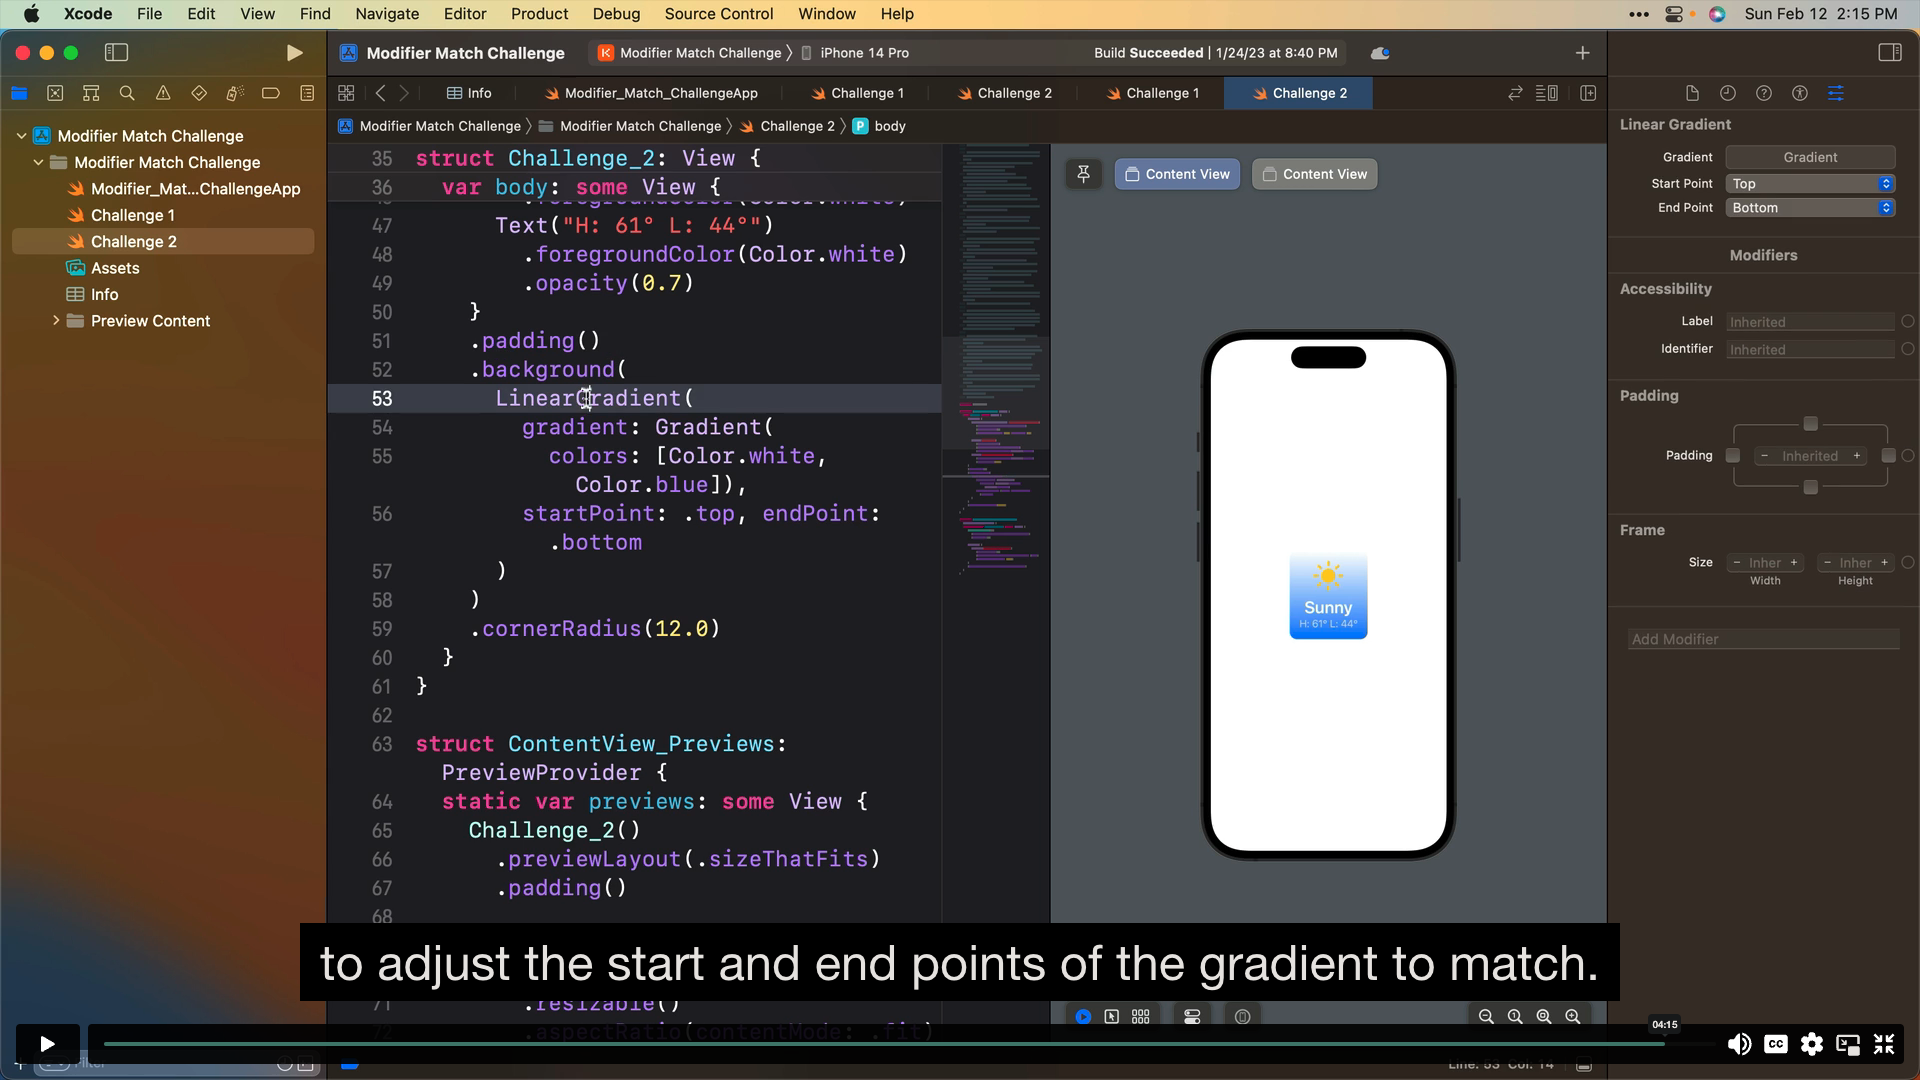 Xcode File Edit View Find Navigate Editor Product Debug Source Control Window Help
Sun Feb 12 2:15 PM
Modifier Match Challenge
Modifier Match Challenge 〉 iPhone 14 Pro
Build Succeeded | 1/24/23 at 8:40 PM
Info
Modifier_Match_ChallengeApp
Challenge 1
Challenge 2
Challenge 1
Challenge 2
Modifier Match Challenge 〉 Modifier Match Challenge 〉 Challenge 2 〉 P body
Modifier Match Challenge
Modifier Match Challenge
Modifier_Mat...ChallengeApp
Challenge 1
Challenge 2
Assets
Info
Preview Content
35 struct Challenge_2: View {
36 var body: some View {
47 Text("H: 61° L: 44°")
48 .foregroundColor(Color.white)
49 .opacity(0.7)
50 }
51 .padding()
52 .background(
53 LinearGradient(
54 gradient: Gradient(
55 colors: [Color.white,
Color.blue]),
56 startPoint: .top, endPoint:
.bottom
57 )
58 )
59 .cornerRadius(12.0)
60 }
61 }
62
63 struct ContentView_Previews:
PreviewProvider {
64 static var previews: some View {
65 Challenge_2()
66 .previewLayout(.sizeThatFits)
67 .padding()
68
71 .resizable()
72 .aspectRatio(contentMode: .fit)
Content View
Content View
Sunny
H: 61° L: 44°
Linear Gradient
Gradient Gradient
Start Point Top
End Point Bottom
Modifiers
Accessibility
Label Inherited
Identifier Inherited
Padding
Padding − Inherited +
Frame
Size − Inher + − Inher +
Width Height
Add Modifier
to adjust the start and end points of the gradient to match.
04:15
CC
Filter
Line: 53 Col: 14